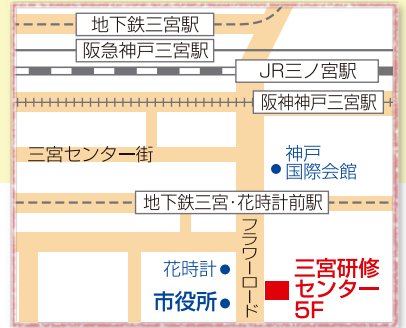 地下鉄三宮駅
阪急神戸三宮駅
JR三ノ宮駅
阪神神戸三宮駅
三宮センター街
神戸
国際会館
地下鉄三宮･花時計前駅
フラワーロード
花時計
市役所
三宮研修
センター
5F